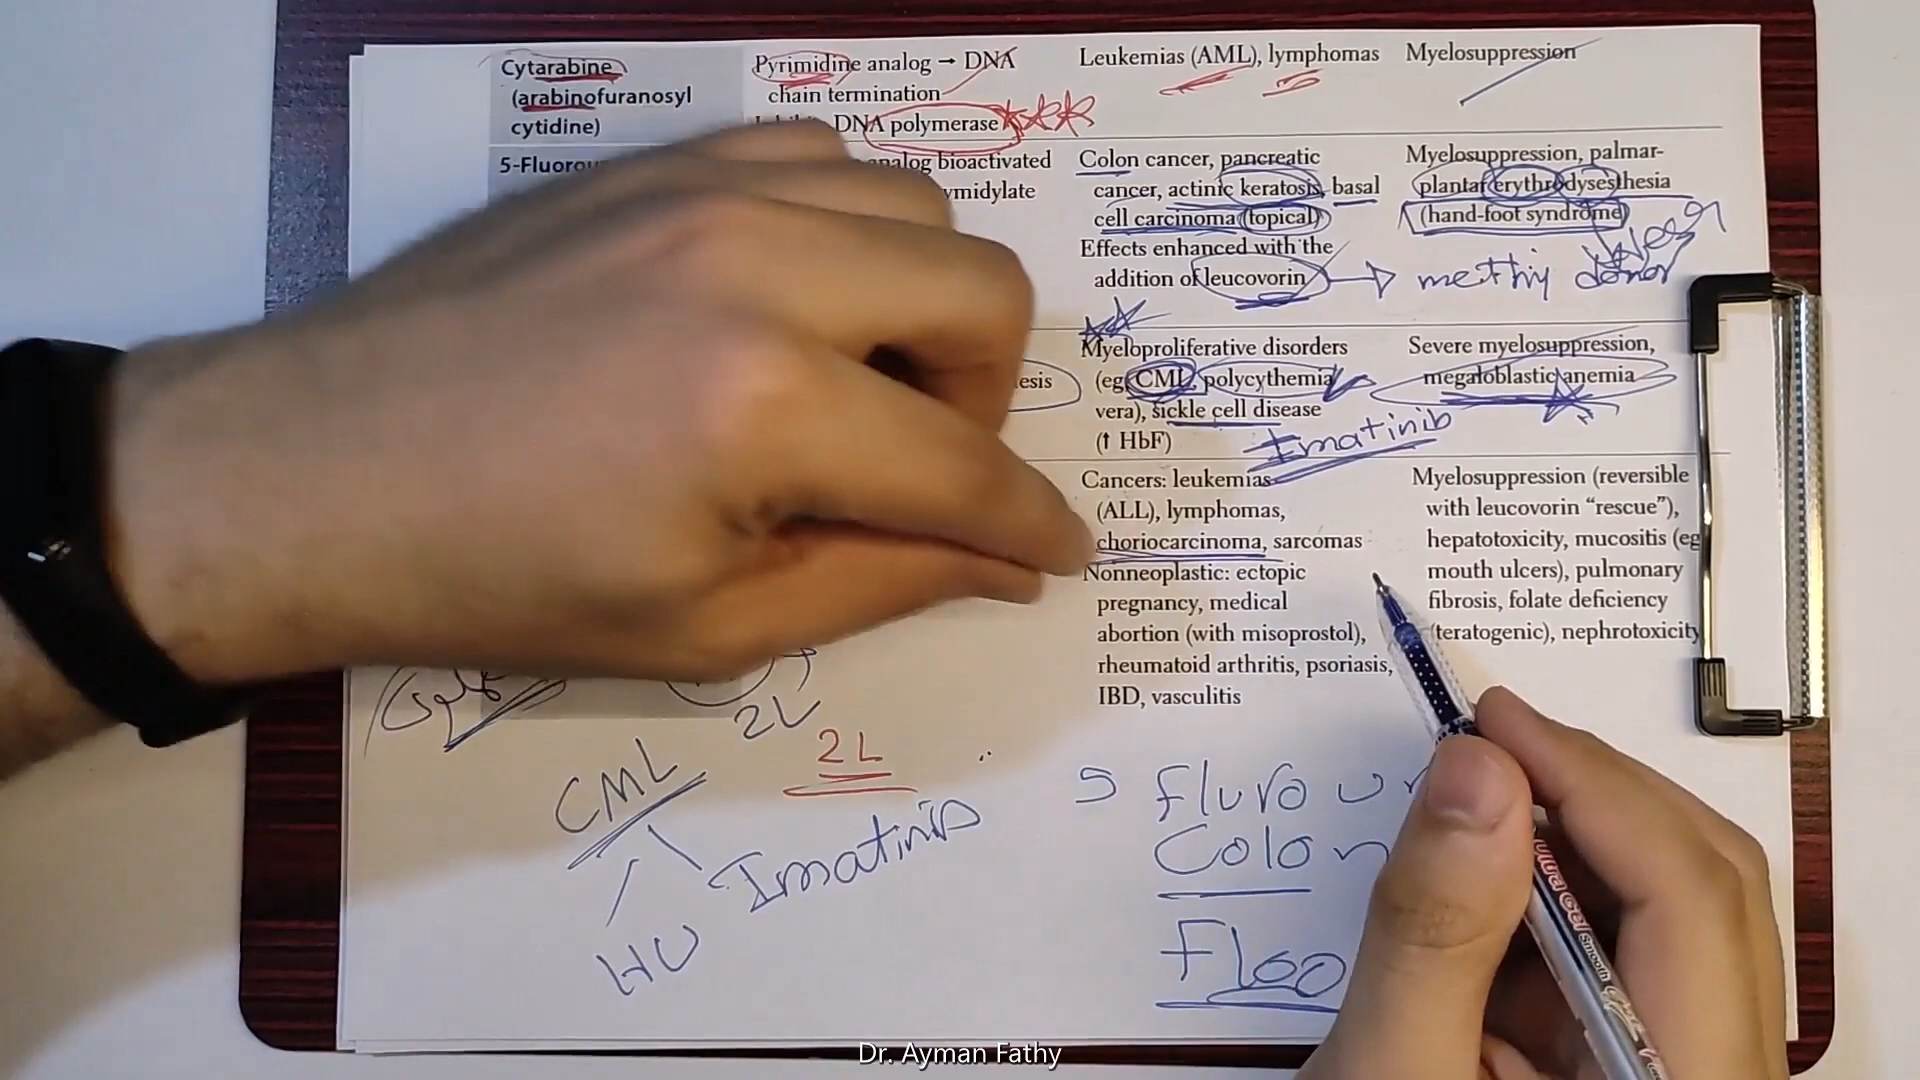 Cytarabine
(arabinofuranosyl
cytidine)
Pyrimidine analog → DNA
chain termination
DNA polymerase
Leukemias (AML), lymphomas
Myelosuppression
5-Fluorou
analog bioactivated
ymidylate
Colon cancer, pancreatic
cancer, actinic keratosis, basal
cell carcinoma (topical)
Effects enhanced with the
addition of leucovorin
Myelosuppression, palmar-
plantar erythrodysesthesia
(hand-foot syndrome)
methyl donor
esis
Myeloproliferative disorders
(eg, CML, polycythemia
vera), sickle cell disease
(↑ HbF)
Imatinib
Severe myelosuppression,
megaloblastic anemia
Cancers: leukemias
(ALL), lymphomas,
choriocarcinoma, sarcomas
Nonneoplastic: ectopic
pregnancy, medical
abortion (with misoprostol),
rheumatoid arthritis, psoriasis,
IBD, vasculitis
Myelosuppression (reversible
with leucovorin “rescue”),
hepatotoxicity, mucositis (eg
mouth ulcers), pulmonary
fibrosis, folate deficiency
(teratogenic), nephrotoxicity
2L
2L
CML
HU
Imatinib
5 Fluro ur
Colon
Floo
Ultra Gel Smooth
Dr. Ayman Fathy